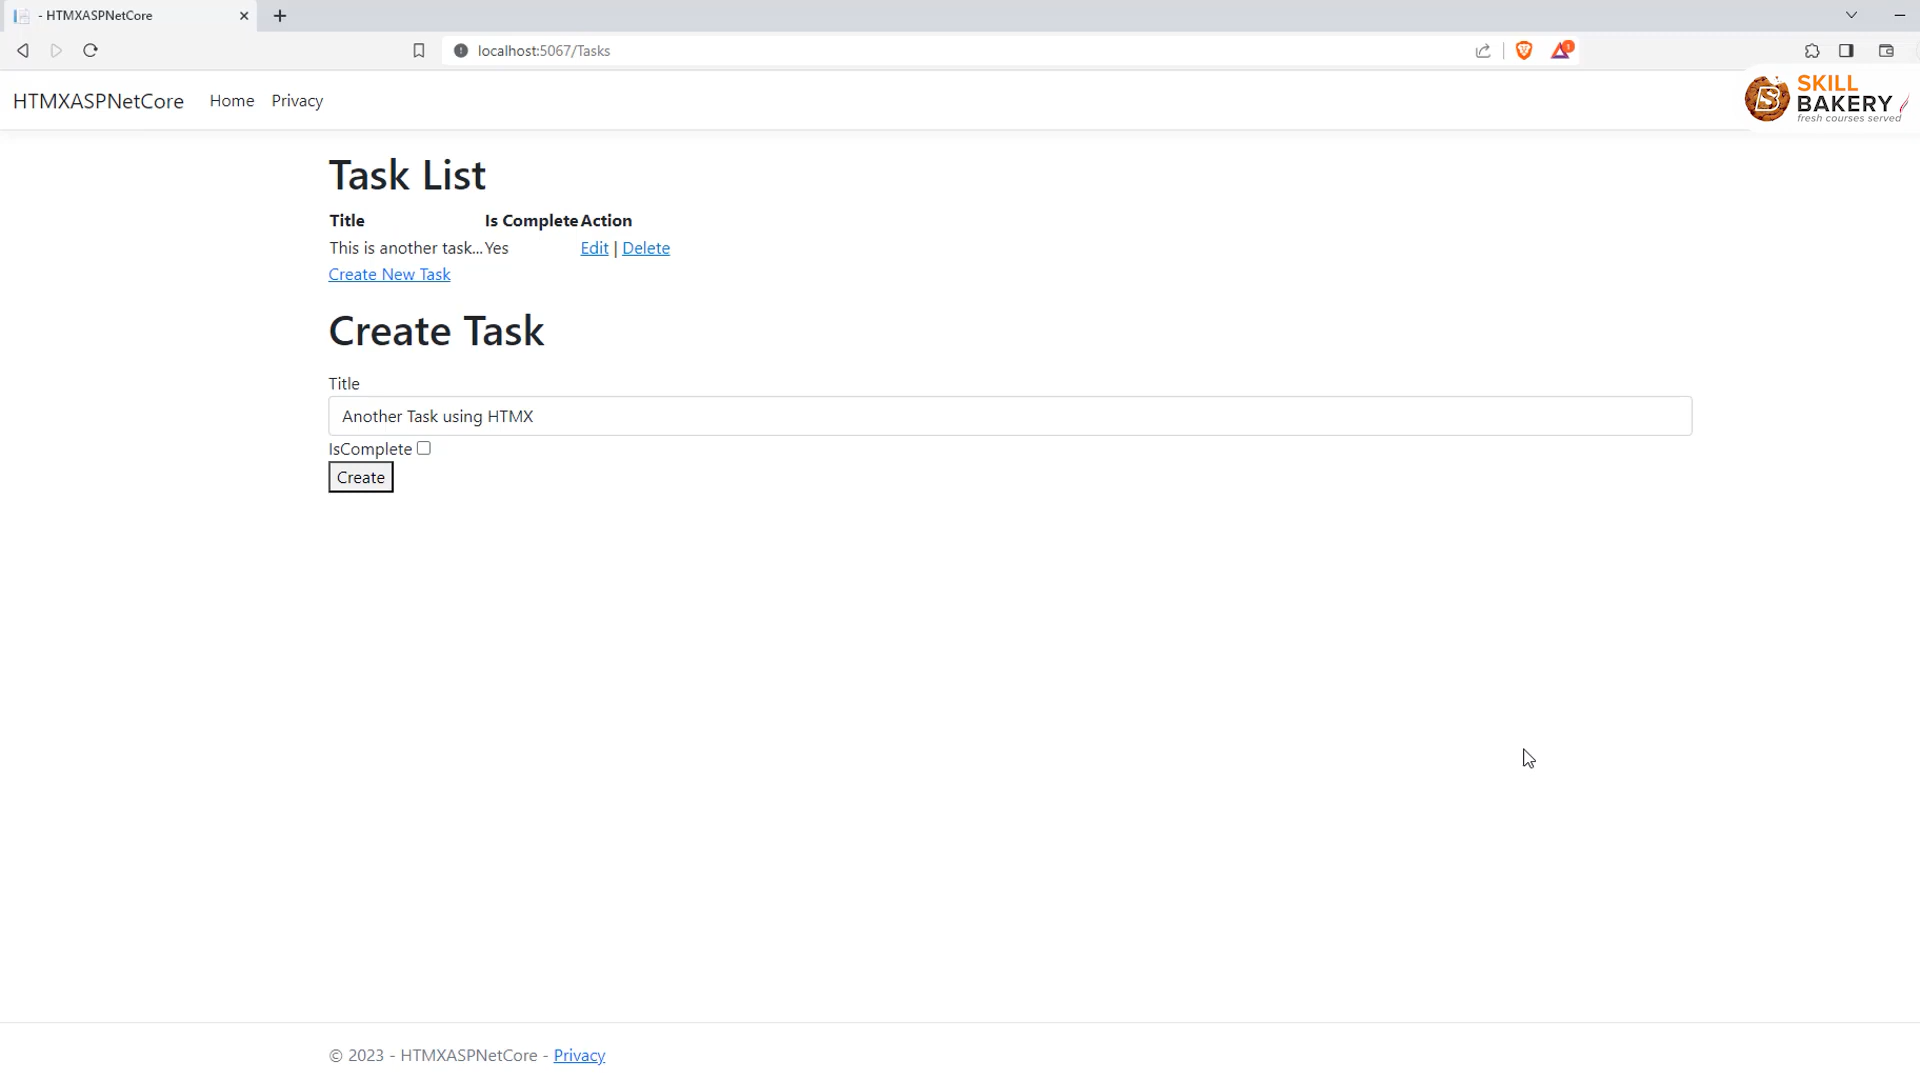 - HTMXASPNetCore
localhost:5067/Tasks
HTMXASPNetCore Home Privacy
SKILL
BAKERY
fresh courses served
Task List
Title Is Complete Action
This is another task... Yes Edit | Delete
Create New Task
Create Task
Title
Another Task using HTMX
IsComplete
Create
© 2023 - HTMXASPNetCore - Privacy